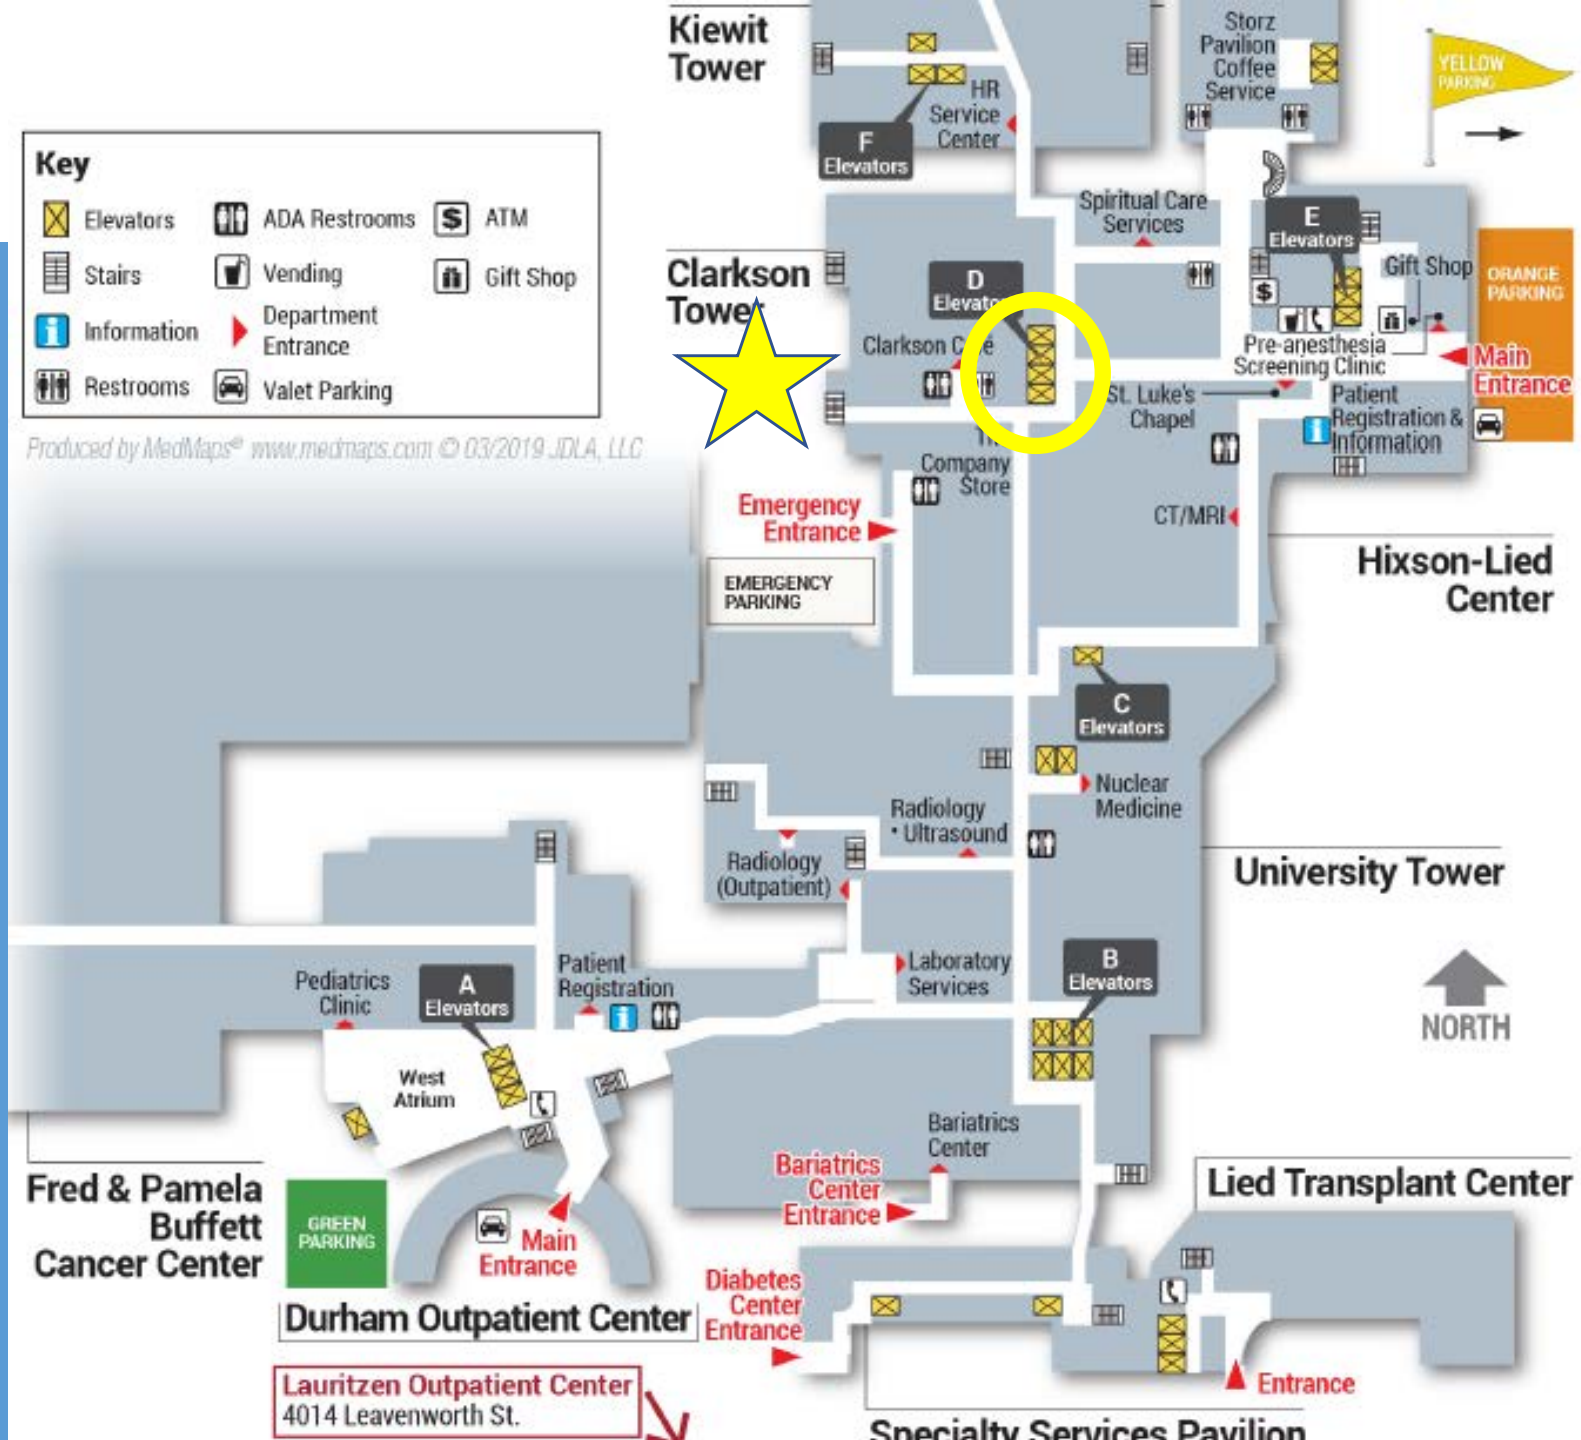 Kiewit
Tower
HR
Service
Center
F
Elevators
Storz
Pavilion
Coffee
Service
YELLOW
PARKING
Key
Elevators
ADA Restrooms
$ ATM
Stairs
Vending
Gift Shop
i Information
Department
Entrance
Restrooms
Valet Parking
Produced by MedMaps® www.medmaps.com © 03/2019 JDLA, LLC
Clarkson
Tower
Spiritual Care
Services
D
Elevator
E
Elevators
Gift Shop
$
ORANGE
PARKING
Clarkson
Pre-anesthesia
Screening Clinic
Main
Entrance
St. Luke's
Chapel
Patient
Registration &
Information
i
Company
Store
Emergency
Entrance
CT/MRI
EMERGENCY
PARKING
Hixson-Lied
Center
C
Elevators
Nuclear
Medicine
Radiology
• Ultrasound
Radiology
(Outpatient)
University Tower
Laboratory
Services
B
Elevators
Pediatrics
Clinic
A
Elevators
Patient
Registration
i
NORTH
West
Atrium
Bariatrics
Center
Bariatrics
Center
Entrance
Lied Transplant Center
Fred & Pamela
Buffett
Cancer Center
GREEN
PARKING
Main
Entrance
Durham Outpatient Center
Diabetes
Center
Entrance
Entrance
Lauritzen Outpatient Center
4014 Leavenworth St.
Specialty Services Pavilion